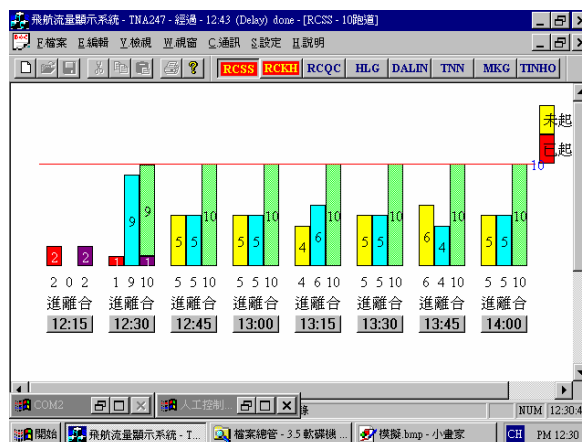 飛航流量顯示系統 - TNA247 - 經過 - 12:43 (Delay) done - [RCSS - 10跑道]
F檔案 E編輯 V.檢視 W.視窗 C.通訊 S.設定 H.說明
RCSS RCKH RCQC HLG DALIN TNN MKG TINHO
未起
已起
10
9 9 10 10 10 10 10 10
5 5 5 5 4 6 5 5 6 4 5 5
2 2 1 1
2 0 2 1 9 10 5 5 10 5 5 10 4 6 10 5 5 10 6 4 10 5 5 10
進離合 進離合 進離合 進離合 進離合 進離合 進離合 進離合
12:15 12:30 12:45 13:00 13:15 13:30 13:45 14:00
COM2 人工控制...
NUM 12:30:4
開始 飛航流量顯示系統 - T... 檔案總管 - 3.5 軟碟機 ... 模擬.bmp - 小畫家 CH PM 12:30